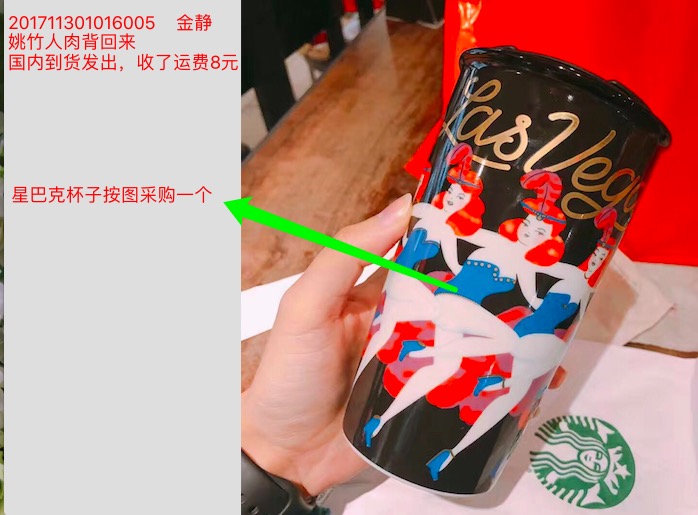 201711301016005 金静
姚竹人肉背回来
国内到货发出，收了运费8元
星巴克杯子按图采购一个
Las Vegas